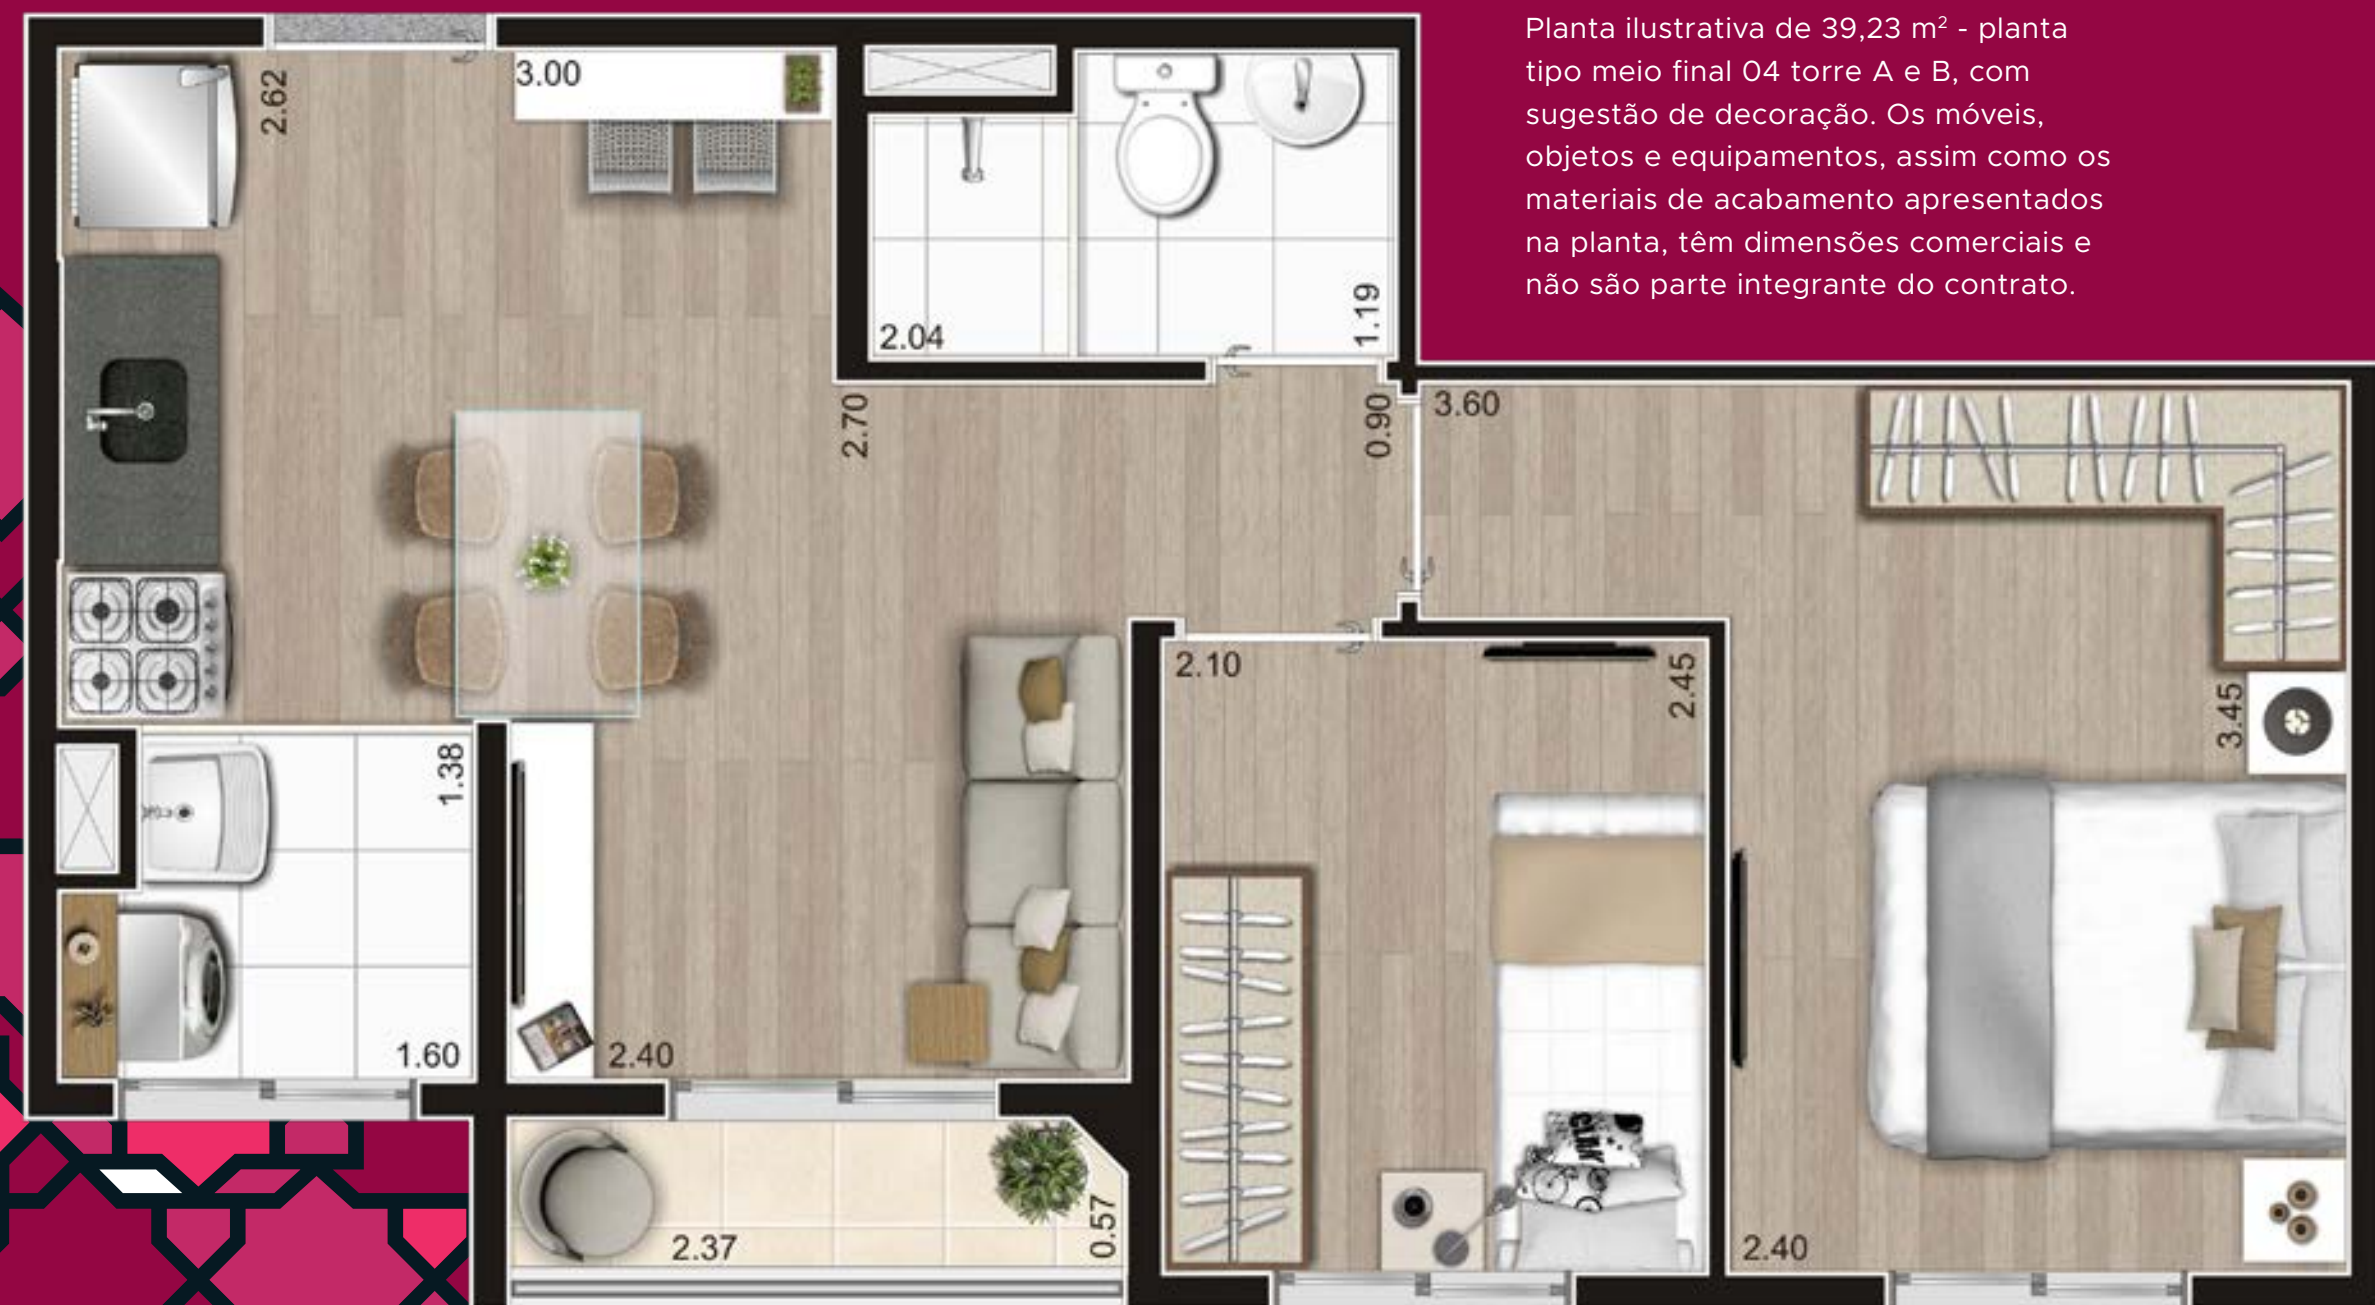 Planta ilustrativa de 39,23 m² - planta
tipo meio final 04 torre A e B, com
sugestão de decoração. Os móveis,
objetos e equipamentos, assim como os
materiais de acabamento apresentados
na planta, têm dimensões comerciais e
não são parte integrante do contrato.
2.62
3.00
2.04
1.19
2.70
0.90
3.60
2.10
2.45
3.45
1.38
1.60
2.40
2.37
0.57
2.40